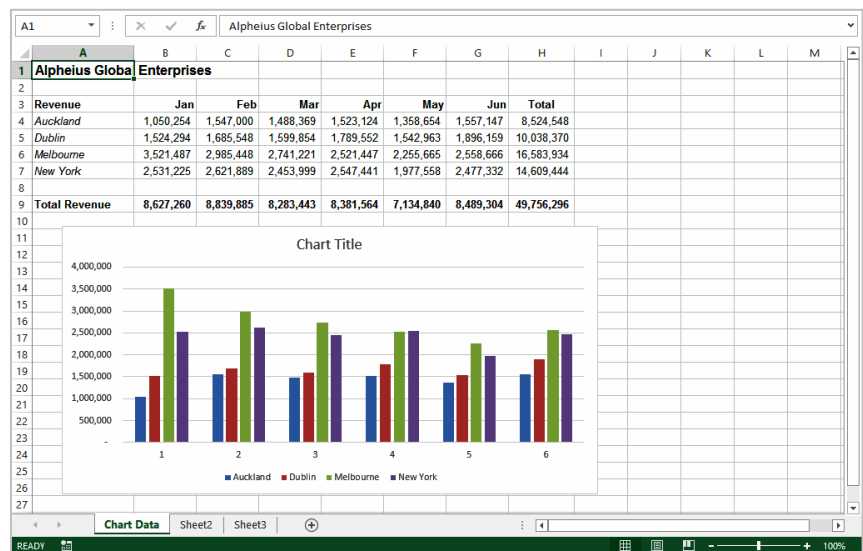 A1 fx Alpheius Global Enterprises
A B C D E F G H I J K L M
1 Alpheius Globa Enterprises
2
3 Revenue Jan Feb Mar Apr May Jun Total
4 Auckland 1,050,254 1,547,000 1,488,369 1,523,124 1,358,654 1,557,147 8,524,548
5 Dublin 1,524,294 1,685,548 1,599,854 1,789,552 1,542,963 1,896,159 10,038,370
6 Melbourne 3,521,487 2,985,448 2,741,221 2,521,447 2,255,665 2,558,666 16,583,934
7 New York 2,531,225 2,621,889 2,453,999 2,547,441 1,977,558 2,477,332 14,609,444
8
9 Total Revenue 8,627,260 8,839,885 8,283,443 8,381,564 7,134,840 8,489,304 49,756,296
10
11 Chart Title
12
13 4,000,000
14 3,500,000
15
16 3,000,000
17 2,500,000
18 2,000,000
19
20 1,500,000
21 1,000,000
22 500,000
23 -
24 1 2 3 4 5 6
25 Auckland Dublin Melbourne New York
26
27
Chart Data Sheet2 Sheet3
READY 100%